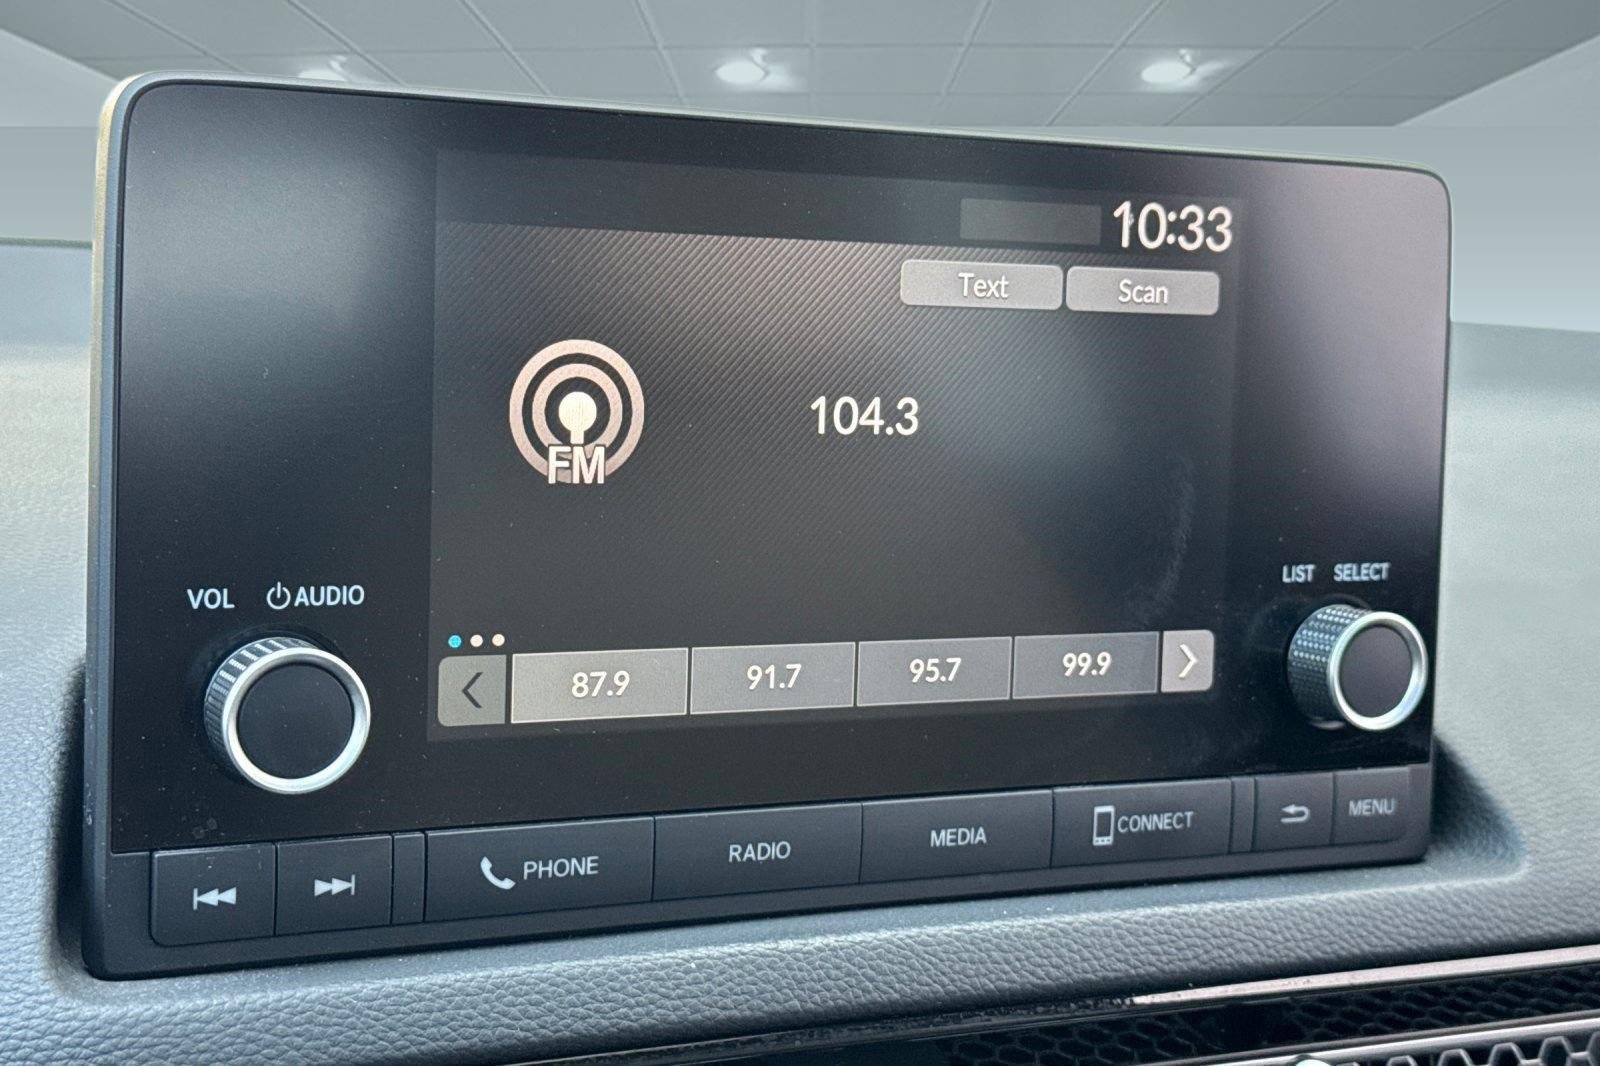 10:33
Text Scan
FM
104.3
VOL AUDIO
LIST SELECT
87.9 91.7 95.7 99.9
PHONE RADIO MEDIA CONNECT MENU